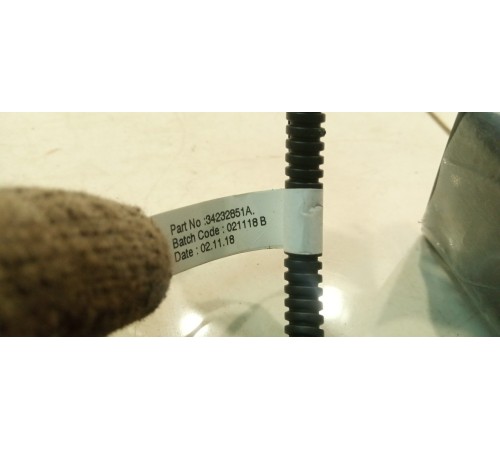 Part No :34232851A.
Batch Code : 021118 B
Date : 02.11.18